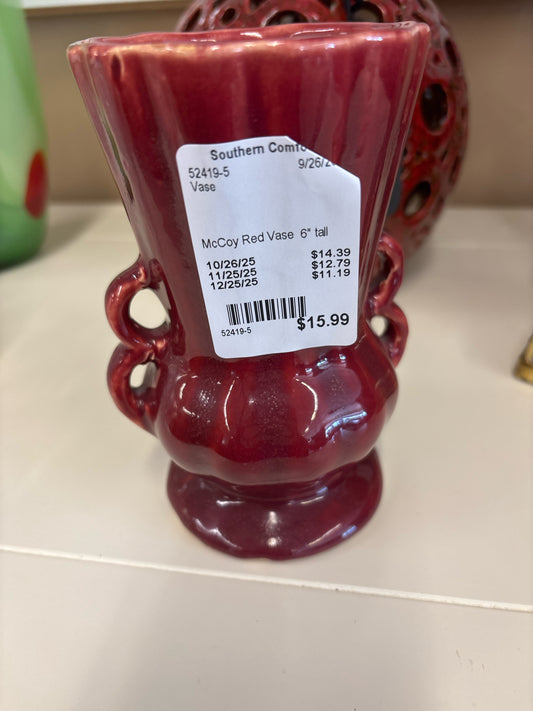 Southern
52419-5
Vase
McCoy Red Vase 6" tall
10/26/25 $14.39
11/25/25 $12.79
12/25/25 $11.19
52419-5
$15.99